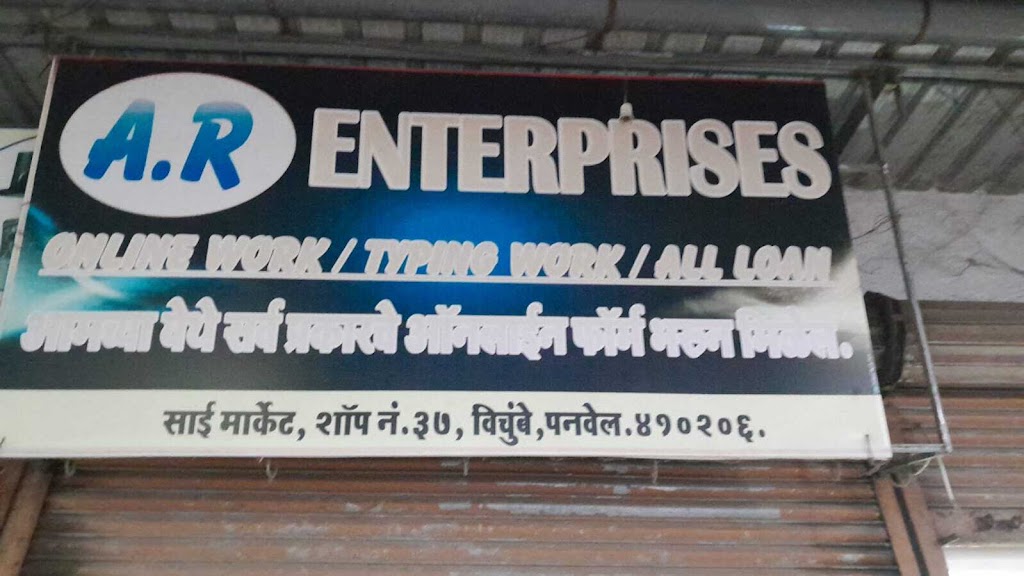 A.R ENTERPRISES
ONLINE WORK / TYPING WORK / ALL LOAN
आमच्या येथे सर्व प्रकारचे ऑनलाईन फॉर्म भरुन मिळेल.
साई मार्केट, शॉप नं.३७, विचुंबे,पनवेल.४१०२०६.